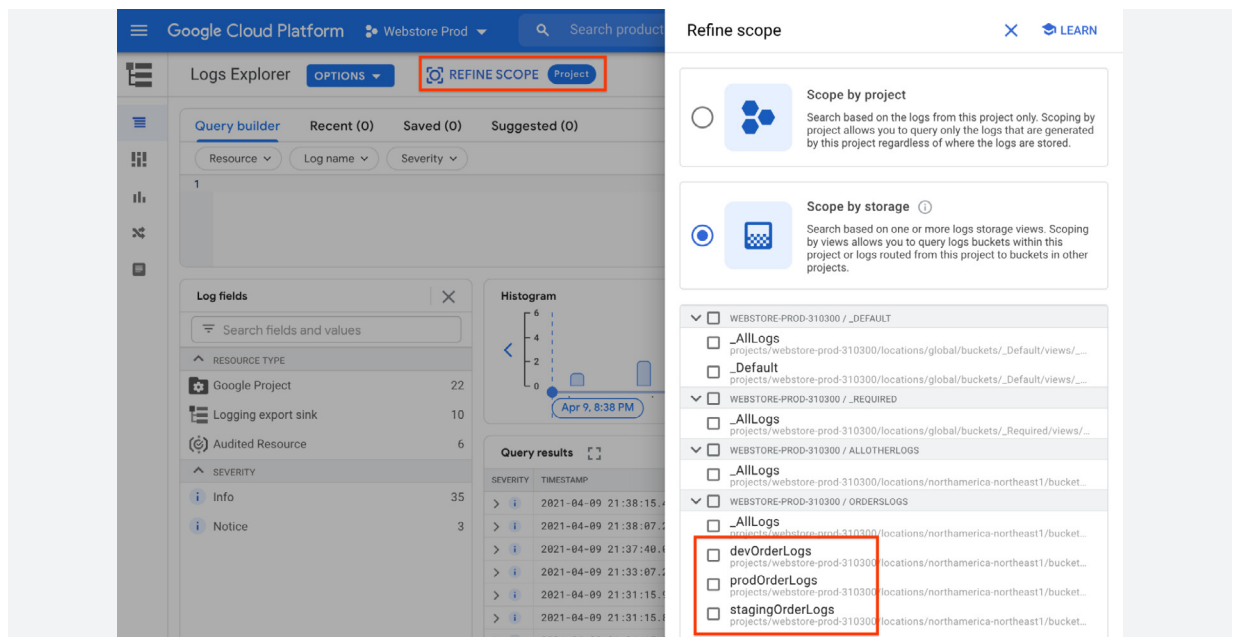 Google Cloud Platform
Webstore Prod
Search product
Logs Explorer
OPTIONS
REFINE SCOPE
Project
Query builder
Recent (0)
Saved (0)
Suggested (0)
Resource
Log name
Severity
1
Log fields
Search fields and values
RESOURCE TYPE
Google Project 22
Logging export sink 10
Audited Resource 6
SEVERITY
Info 35
Notice 3
Histogram
6
4
2
0
Apr 9, 8:38 PM
Query results
SEVERITY TIMESTAMP
2021-04-09 21:38:15.4
2021-04-09 21:38:07.2
2021-04-09 21:37:40.
2021-04-09 21:33:07.2
2021-04-09 21:31:15.9
2021-04-09 21:31:15.8
Refine scope
LEARN
Scope by project
Search based on the logs from this project only. Scoping by
project allows you to query only the logs that are generated
by this project regardless of where the logs are stored.
Scope by storage
Search based on one or more logs storage views. Scoping
by views allows you to query logs buckets within this
project or logs routed from this project to buckets in other
projects.
WEBSTORE-PROD-310300 / _DEFAULT
_AllLogs
projects/webstore-prod-310300/locations/global/buckets/_Default/views/_...
_Default
projects/webstore-prod-310300/locations/global/buckets/_Default/views/_...
WEBSTORE-PROD-310300 / _REQUIRED
_AllLogs
projects/webstore-prod-310300/locations/global/buckets/_Required/views/...
WEBSTORE-PROD-310300 / ALLOTHERLOGS
_AllLogs
projects/webstore-prod-310300/locations/northamerica-northeast1/bucket...
WEBSTORE-PROD-310300 / ORDERSLOGS
_AllLogs
projects/webstore-prod-310300/locations/northamerica-northeast1/bucket...
devOrderLogs
projects/webstore-prod-310300/locations/northamerica-northeast1/bucket...
prodOrderLogs
projects/webstore-prod-310300/locations/northamerica-northeast1/bucket...
stagingOrderLogs
projects/webstore-prod-310300/locations/northamerica-northeast1/bucket...